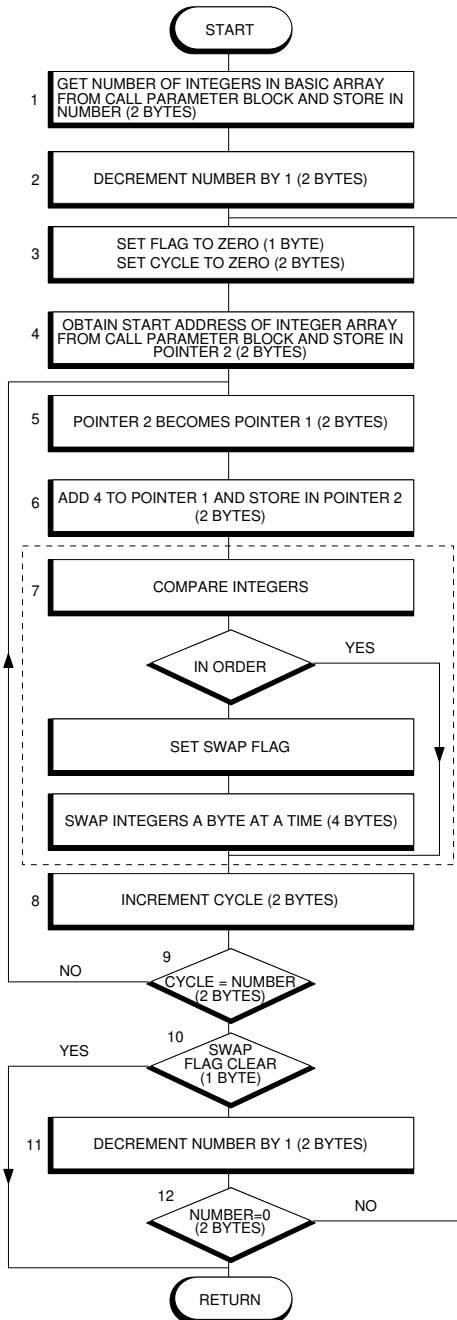 START
1
GET NUMBER OF INTEGERS IN BASIC ARRAY
FROM CALL PARAMETER BLOCK AND STORE IN
NUMBER (2 BYTES)
2
DECREMENT NUMBER BY 1 (2 BYTES)
3
SET FLAG TO ZERO (1 BYTE)
SET CYCLE TO ZERO (2 BYTES)
4
OBTAIN START ADDRESS OF INTEGER ARRAY
FROM CALL PARAMETER BLOCK AND STORE IN
POINTER 2 (2 BYTES)
5
POINTER 2 BECOMES POINTER 1 (2 BYTES)
6
ADD 4 TO POINTER 1 AND STORE IN POINTER 2
(2 BYTES)
7
COMPARE INTEGERS
IN ORDER
YES
SET SWAP FLAG
SWAP INTEGERS A BYTE AT A TIME (4 BYTES)
8
INCREMENT CYCLE (2 BYTES)
9
NO
CYCLE = NUMBER
(2 BYTES)
10
YES
SWAP
FLAG CLEAR
(1 BYTE)
11
DECREMENT NUMBER BY 1 (2 BYTES)
12
NUMBER=0
(2 BYTES)
NO
RETURN